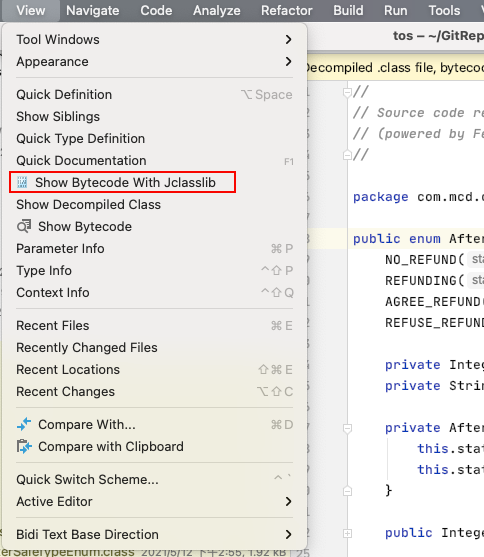 View Navigate Code Analyze Refactor Build Run Tools
tos – ~/GitRep
Tool Windows
Appearance
Decompiled .class file, bytecod
Quick Definition ⌥Space
Show Siblings
Quick Type Definition
Quick Documentation F1
Show Bytecode With Jclasslib
Show Decompiled Class
Show Bytecode
Parameter Info ⌘P
Type Info ^⇧P
Context Info ^⇧Q
Recent Files ⌘E
Recently Changed Files
Recent Locations ⇧⌘E
Recent Changes ⌥⇧C
Compare With... ⌘D
Compare with Clipboard
Quick Switch Scheme... ^`
Active Editor
Bidi Text Base Direction
//
// Source code re
// (powered by Fe
//
package com.mcd.o
public enum After
NO_REFUND( sta
REFUNDING( sta
AGREE_REFUND(
REFUSE_REFUND
private Intege
private String
private After
this.stat
this.stat
}
public Intege
erSafeTypeEnum.class 2021/5/12 下午2:55, 1.92 kB
25